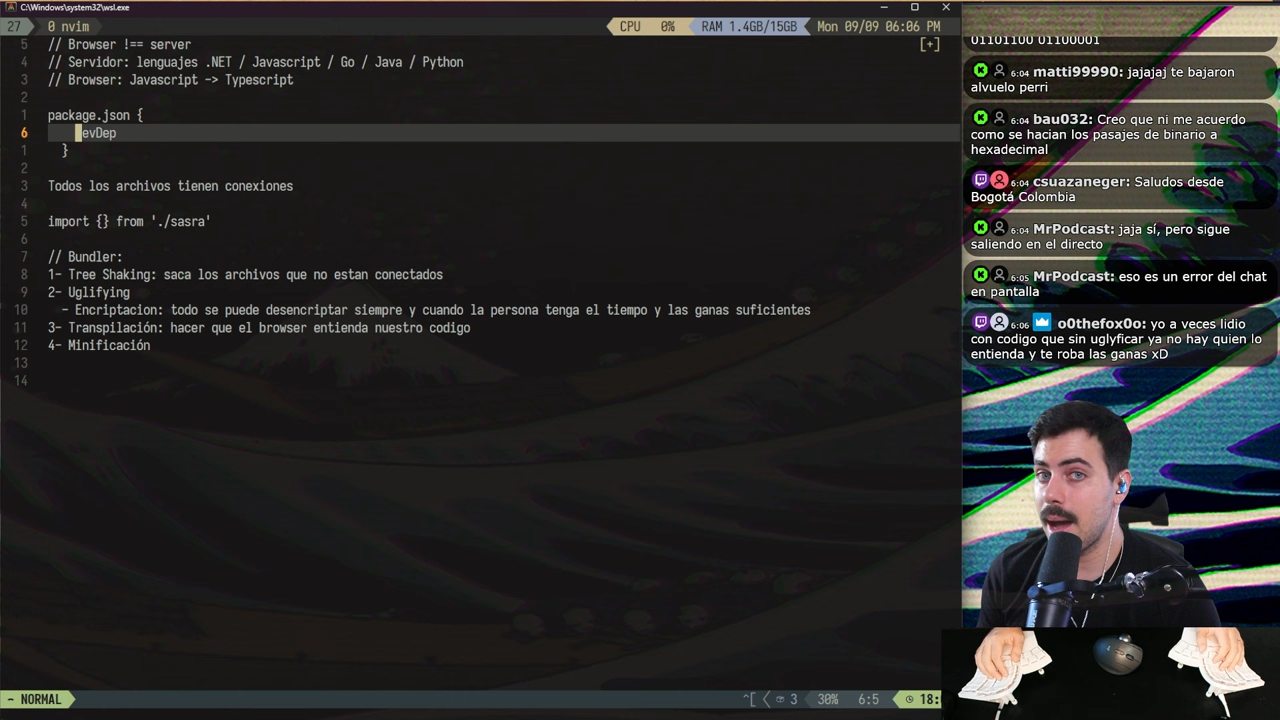 C:\Windows\system32\wsl.exe
27 0 nvim CPU 0% RAM 1.4GB/15GB Mon 09/09 06:06 PM
5 // Browser !== server [+]
4 // Servidor: lenguajes .NET / Javascript / Go / Java / Python
3 // Browser: Javascript -> Typescript
2
1 package.json {
6 evDep
1 }
2
3 Todos los archivos tienen conexiones
4
5 import {} from './sasra'
6
7 // Bundler:
8 1- Tree Shaking: saca los archivos que no estan conectados
9 2- Uglifying
10 - Encriptacion: todo se puede desencriptar siempre y cuando la persona tenga el tiempo y las ganas suficientes
11 3- Transpilación: hacer que el browser entienda nuestro codigo
12 4- Minificación
13
14
- NORMAL ^[ 3 30% 6:5 18:
01101100 01100001
6:04 matti99990: jajajaj te bajaron
alvuelo perri
6:04 bau032: Creo que ni me acuerdo
como se hacian los pasajes de binario a
hexadecimal
6:04 csuazaneger: Saludos desde
Bogotá Colombia
6:04 MrPodcast: jaja sí, pero sigue
saliendo en el directo
6:05 MrPodcast: eso es un error del chat
en pantalla
6:06 o0thefox0o: yo a veces lidio
con codigo que sin uglyficar ya no hay quien lo
entienda y te roba las ganas xD